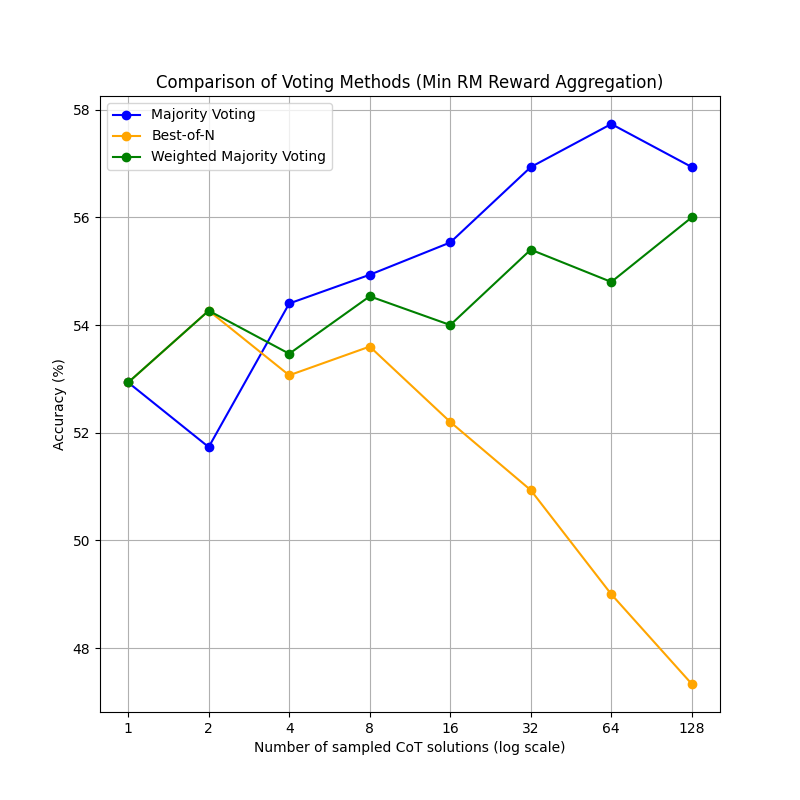 Comparison of Voting Methods (Min RM Reward Aggregation)
Majority Voting
Best-of-N
Weighted Majority Voting
58
56
54
52
50
48
Accuracy (%)
1 2 4 8 16 32 64 128
Number of sampled CoT solutions (log scale)